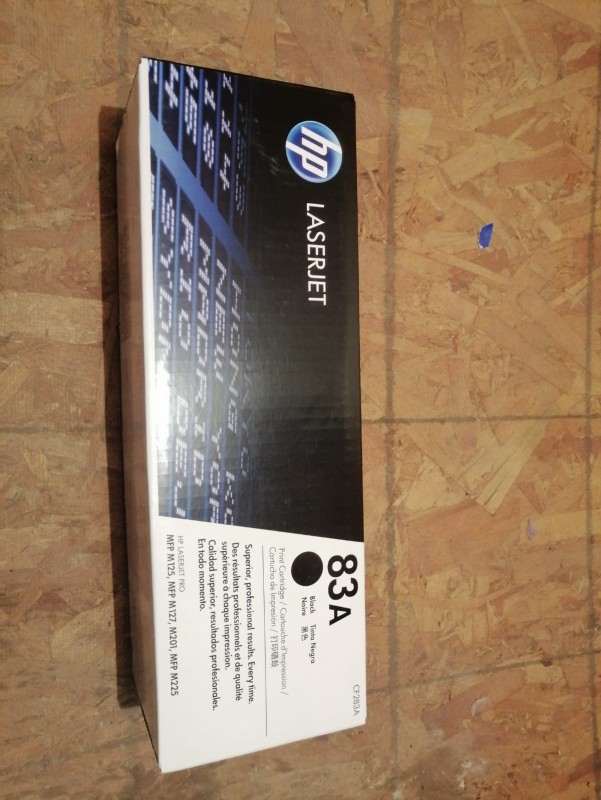 hp
LASERJET
CF283A
83A
Black Tinta Negra
Noire 黑色
Print Cartridge / Cartouche d'impression /
Cartucho de Impresión / 打印硒鼓
Superior, professional results. Every time.
Des résultats professionnels et de qualité
supérieure à chaque impression.
Calidad superior, resultados profesionales.
En todo momento.
HP LASERJET PRO
MFP M125, MFP M127, M201, MFP M225